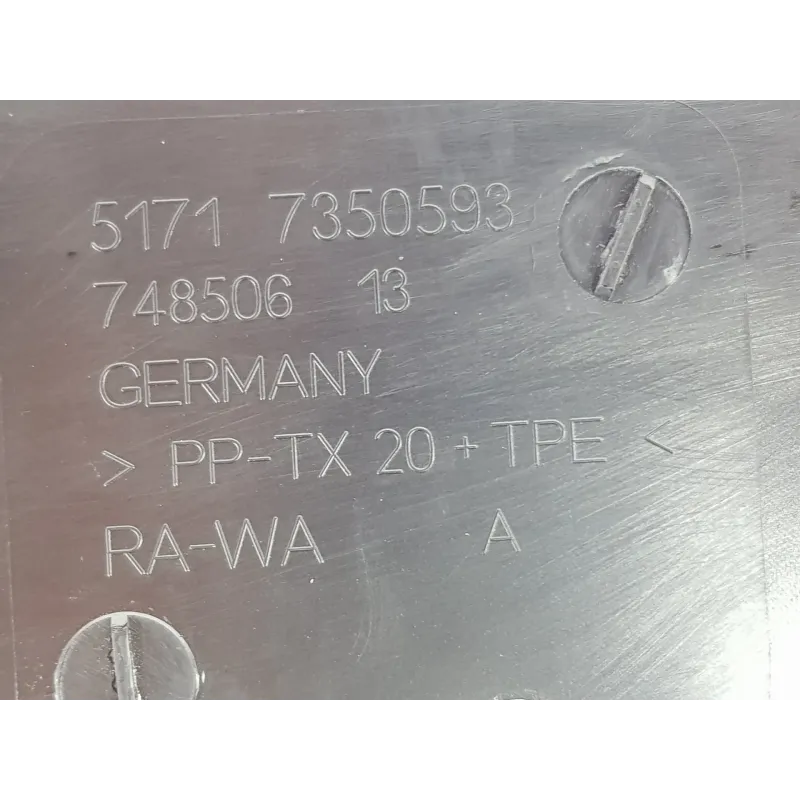 5171 7350593
748506 13
GERMANY
> PP-TX 20 + TPE <
RA-WA A